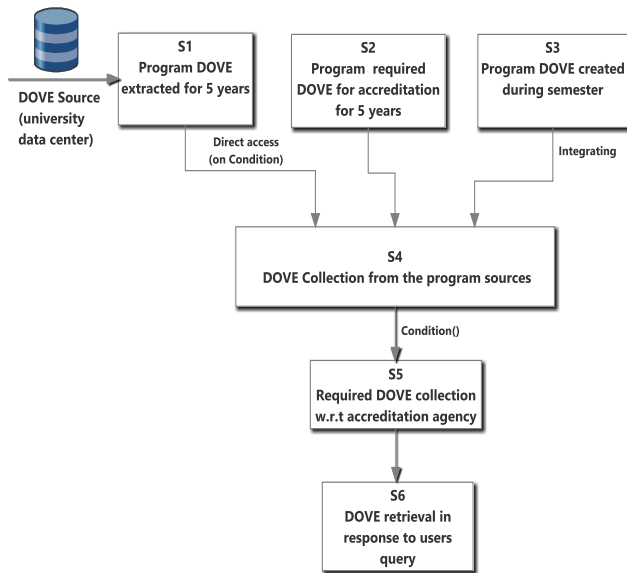 DOVE Source
(university
data center)
S1
Program DOVE
extracted for 5 years
S2
Program required
DOVE for accreditation
for 5 years
S3
Program DOVE created
during semester
Direct access
(on Condition)
Integrating
S4
DOVE Collection from the program sources
Condition()
S5
Required DOVE collection
w.r.t accreditation agency
S6
DOVE retrieval in
response to users
query